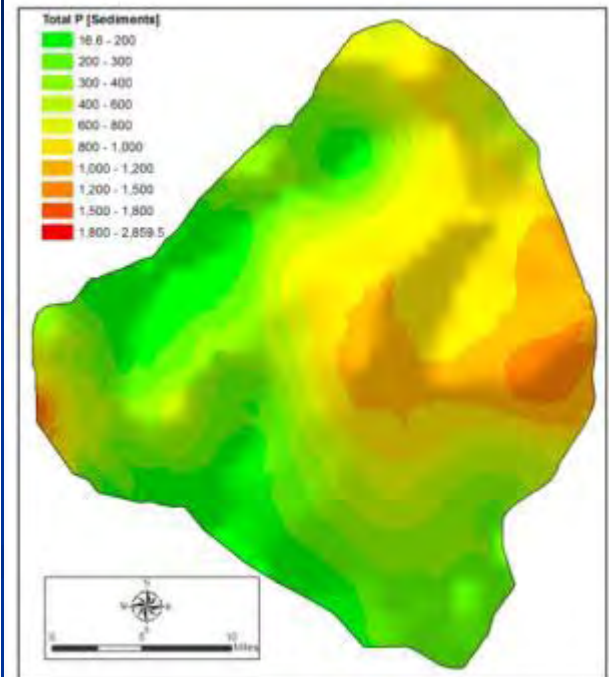 Total P [Sediments]
16.6 - 200
200 - 300
300 - 400
400 - 600
600 - 800
800 - 1,000
1,000 - 1,200
1,200 - 1,500
1,500 - 1,800
1,800 - 2,859.5
0 5 10
Miles